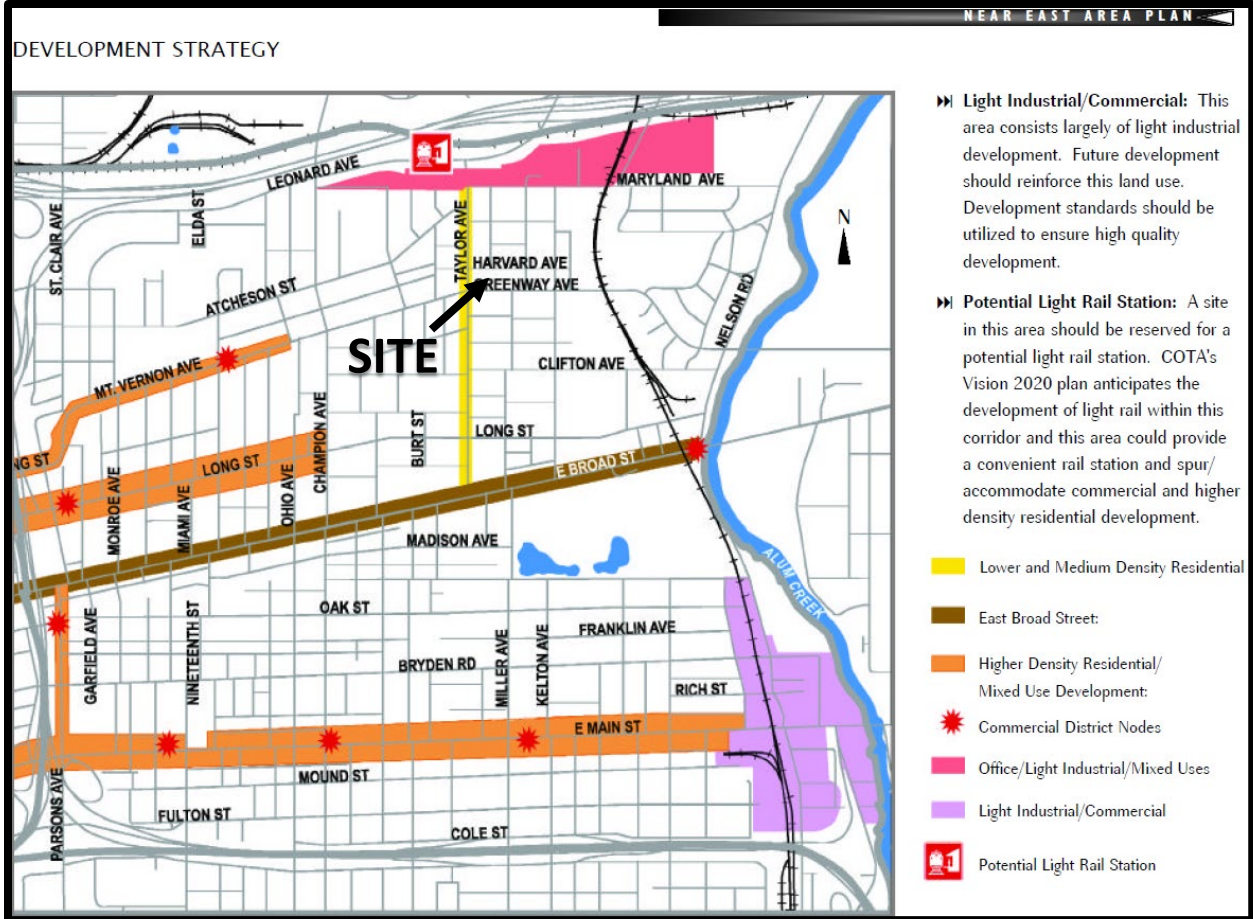 NEAR EAST AREA PLAN
DEVELOPMENT STRATEGY
LEONARD AVE
MARYLAND AVE
ST. CLAIR AVE
ELDA ST
TAYLOR AVE
N
HARVARD AVE
GREENWAY AVE
ATCHESON ST
NELSON RD
SITE
CLIFTON AVE
MT. VERNON AVE
CHAMPION AVE
BURT ST
LONG ST
NG ST
LONG ST
E BROAD ST
MONROE AVE
MIAMI AVE
OHIO AVE
MADISON AVE
ALUM CREEK
OAK ST
FRANKLIN AVE
GARFIELD AVE
NINETEENTH ST
BRYDEN RD
MILLER AVE
KELTON AVE
RICH ST
E MAIN ST
MOUND ST
PARSONS AVE
FULTON ST
COLE ST
Light Industrial/Commercial: This
area consists largely of light industrial
development. Future development
should reinforce this land use.
Development standards should be
utilized to ensure high quality
development.
Potential Light Rail Station: A site
in this area should be reserved for a
potential light rail station. COTA's
Vision 2020 plan anticipates the
development of light rail within this
corridor and this area could provide
a convenient rail station and spur/
accommodate commercial and higher
density residential development.
Lower and Medium Density Residential
East Broad Street:
Higher Density Residential/
Mixed Use Development:
Commercial District Nodes
Office/Light Industrial/Mixed Uses
Light Industrial/Commercial
Potential Light Rail Station